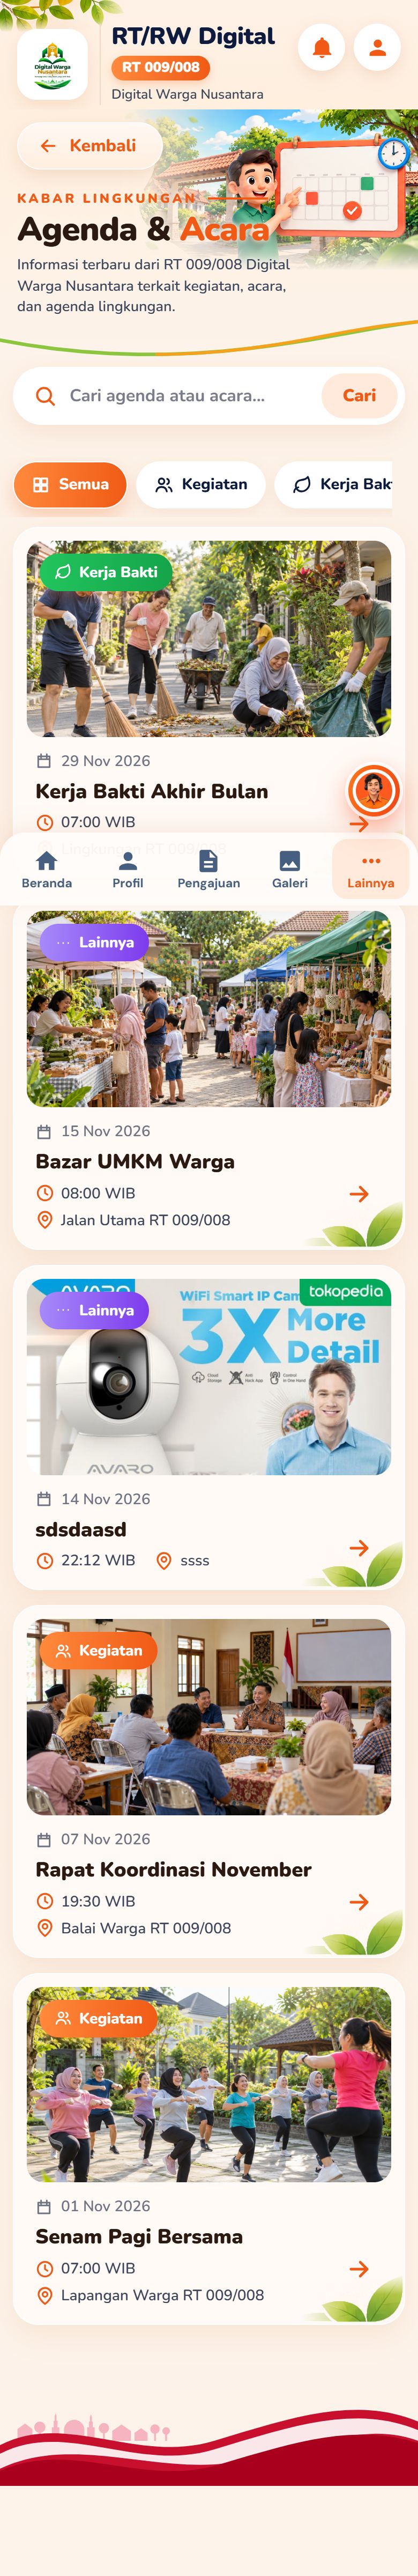 RT/RW Digital
RT 009/008
Digital Warga Nusantara
Digital Warga
Nusantara
Kembali
KABAR LINGKUNGAN
Agenda & Acara
Informasi terbaru dari RT 009/008 Digital
Warga Nusantara terkait kegiatan, acara,
dan agenda lingkungan.
Cari agenda atau acara...
Cari
Semua
Kegiatan
Kerja Bak
Kerja Bakti
29 Nov 2026
Kerja Bakti Akhir Bulan
07:00 WIB
Beranda
Profil
Pengajuan
Galeri
Lainnya
Lainnya
15 Nov 2026
Bazar UMKM Warga
08:00 WIB
Jalan Utama RT 009/008
Lainnya
WiFi Smart IP Cam
tokopedia
3X More
Detail
AVARO
14 Nov 2026
sdsdaasd
22:12 WIB
ssss
Kegiatan
07 Nov 2026
Rapat Koordinasi November
19:30 WIB
Balai Warga RT 009/008
Kegiatan
01 Nov 2026
Senam Pagi Bersama
07:00 WIB
Lapangan Warga RT 009/008